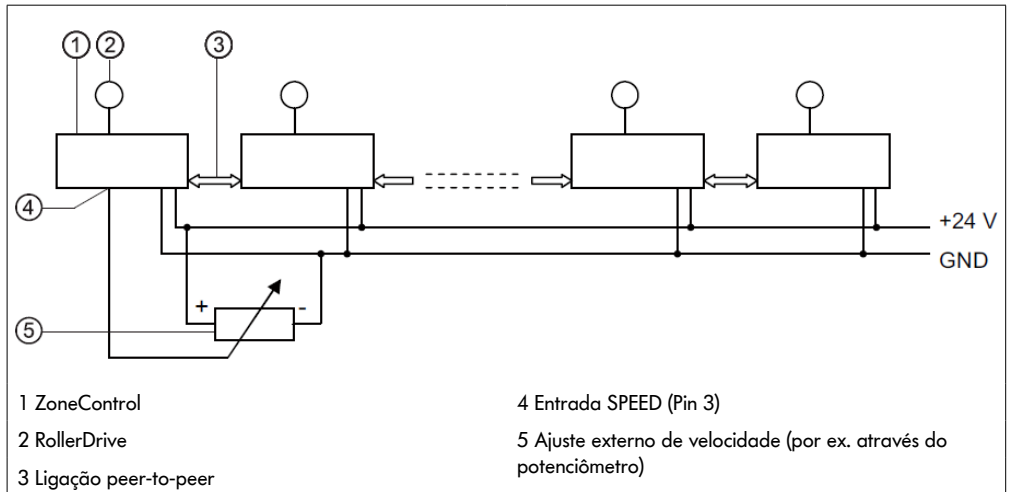 ① ② ③
④
+24 V
GND
+ -
⑤
1 ZoneControl
2 RollerDrive
3 Ligação peer-to-peer
4 Entrada SPEED (Pin 3)
5 Ajuste externo de velocidade (por ex. através do
potenciômetro)